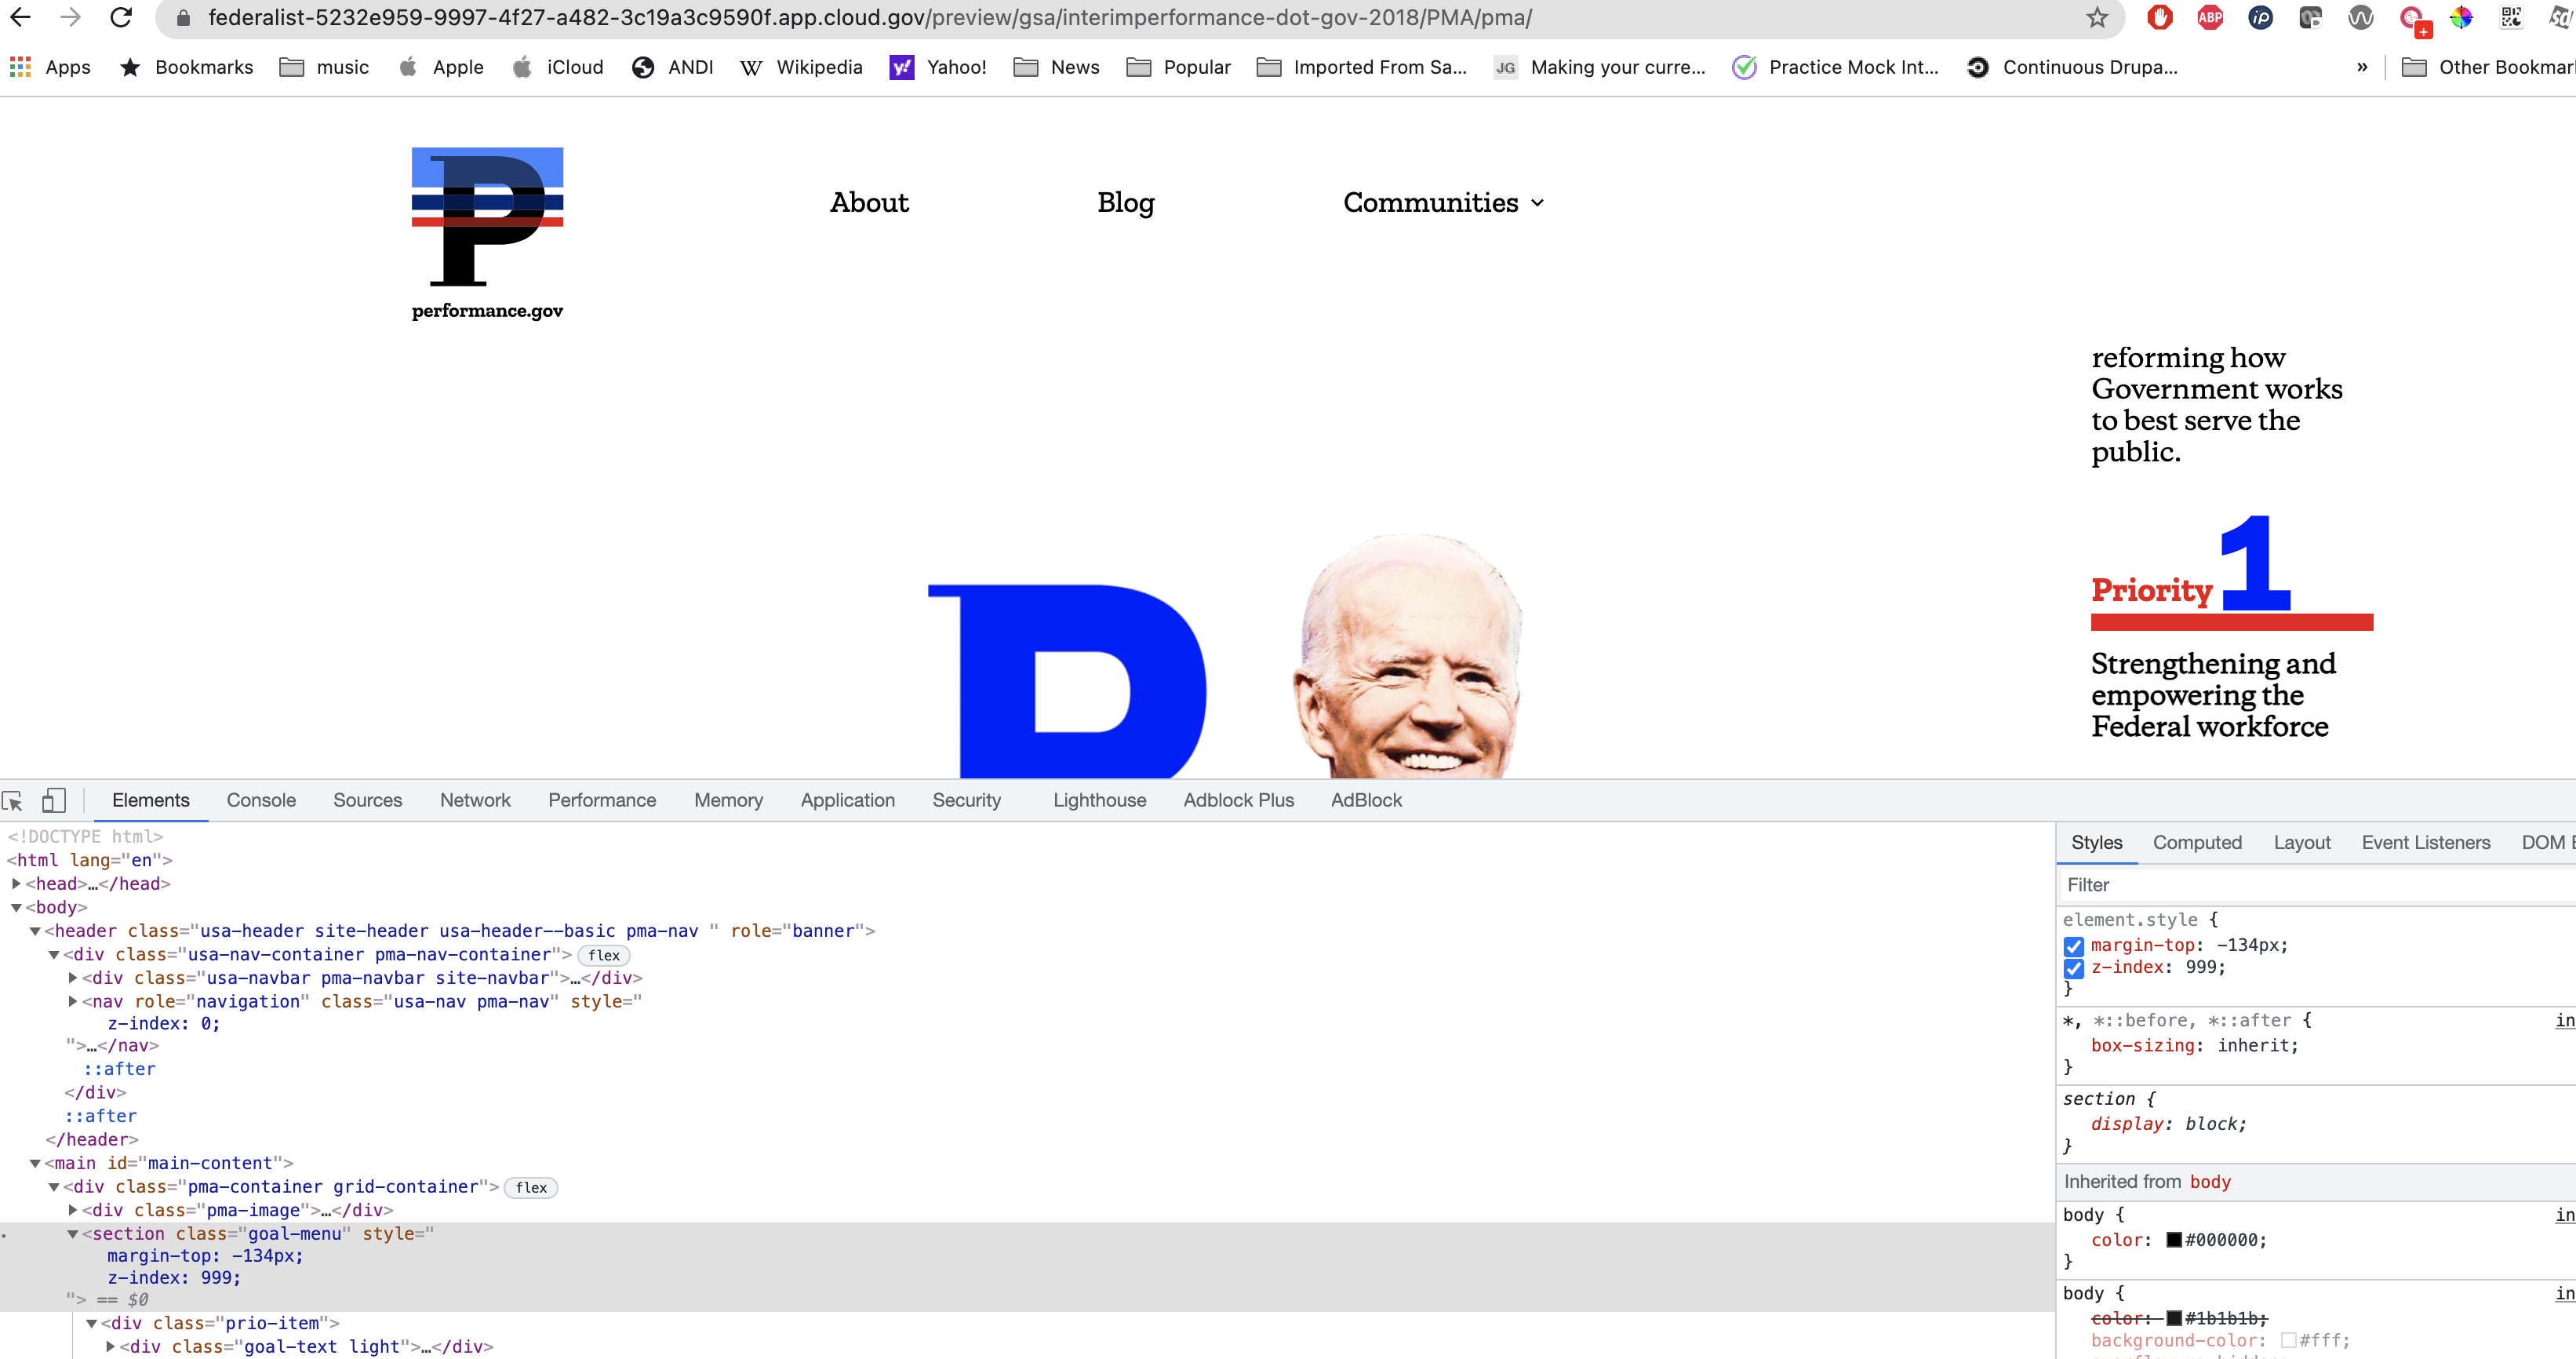 federalist-5232e959-9997-4f27-a482-3c19a3c9590f.app.cloud.gov/preview/gsa/interimperformance-dot-gov-2018/PMA/pma/
ABP
ip
Apps Bookmarks music Apple iCloud ANDI W Wikipedia y! Yahoo! News Popular Imported From Sa... JG Making your curre... Practice Mock Int... Continuous Drupa... » Other Bookmar
P
performance.gov
About Blog Communities
reforming how
Government works
to best serve the
public.
Priority 1
Strengthening and
empowering the
Federal workforce
P
Elements Console Sources Network Performance Memory Application Security Lighthouse Adblock Plus AdBlock
<!DOCTYPE html>
<html lang="en">
<head>…</head>
<body>
<header class="usa-header site-header usa-header--basic pma-nav " role="banner">
<div class="usa-nav-container pma-nav-container"> flex
<div class="usa-navbar pma-navbar site-navbar">…</div>
<nav role="navigation" class="usa-nav pma-nav" style="
z-index: 0;
">…</nav>
::after
</div>
::after
</header>
<main id="main-content">
<div class="pma-container grid-container"> flex
<div class="pma-image">…</div>
<section class="goal-menu" style="
margin-top: -134px;
z-index: 999;
"> == $0
<div class="prio-item">
<div class="goal-text light">…</div>
Styles Computed Layout Event Listeners DOM
Filter
element.style {
margin-top: -134px;
z-index: 999;
}
*, *::before, *::after { in
box-sizing: inherit;
}
section {
display: block;
}
Inherited from body
body { in
color: #000000;
}
body { in
color: #1b1b1b;
background-color: #fff;